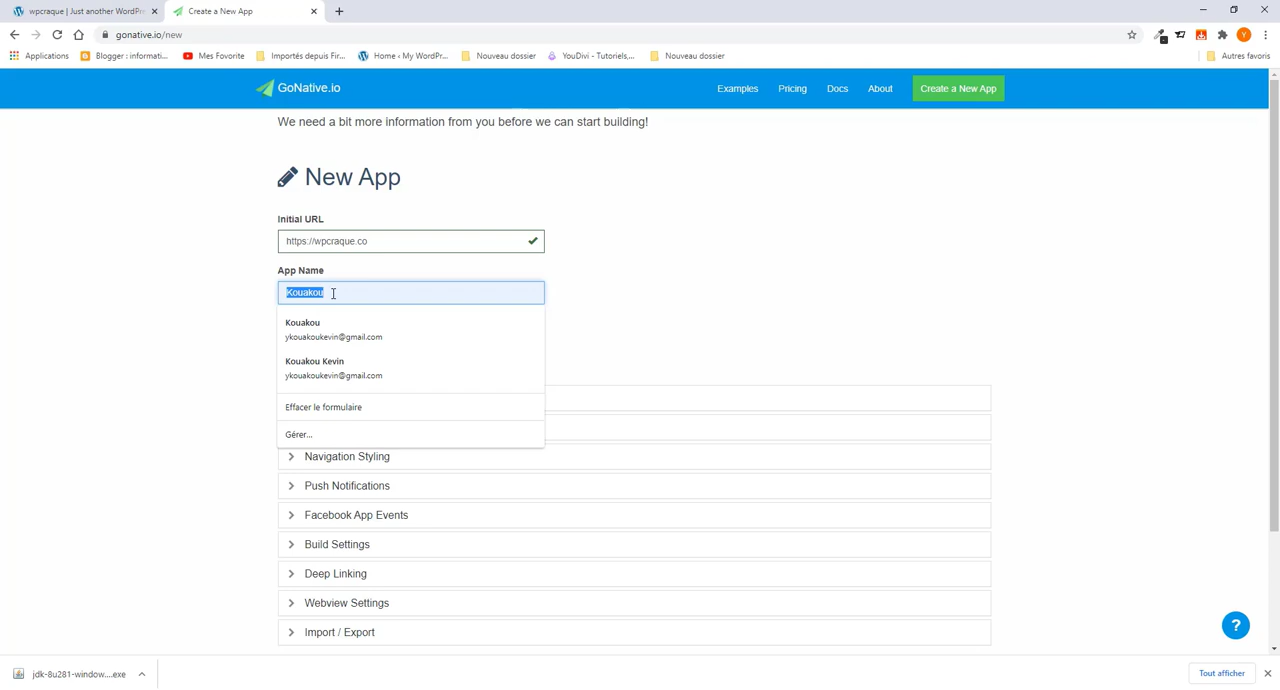 wpcraque | Just another WordPre
Create a New App
gonative.io/new
Applications
Blogger : informati...
Mes Favorite
Importés depuis Fir...
Home ‹ My WordPr...
Nouveau dossier
YouDivi - Tutoriels,...
Nouveau dossier
Autres favoris
GoNative.io
Examples
Pricing
Docs
About
Create a New App
We need a bit more information from you before we can start building!
New App
Initial URL
https://wpcraque.co
App Name
Kouakou
Kouakou
ykouakoukevin@gmail.com
Kouakou Kevin
ykouakoukevin@gmail.com
Effacer le formulaire
Gérer...
Navigation Styling
Push Notifications
Facebook App Events
Build Settings
Deep Linking
Webview Settings
Import / Export
?
jdk-8u281-window....exe
Tout afficher